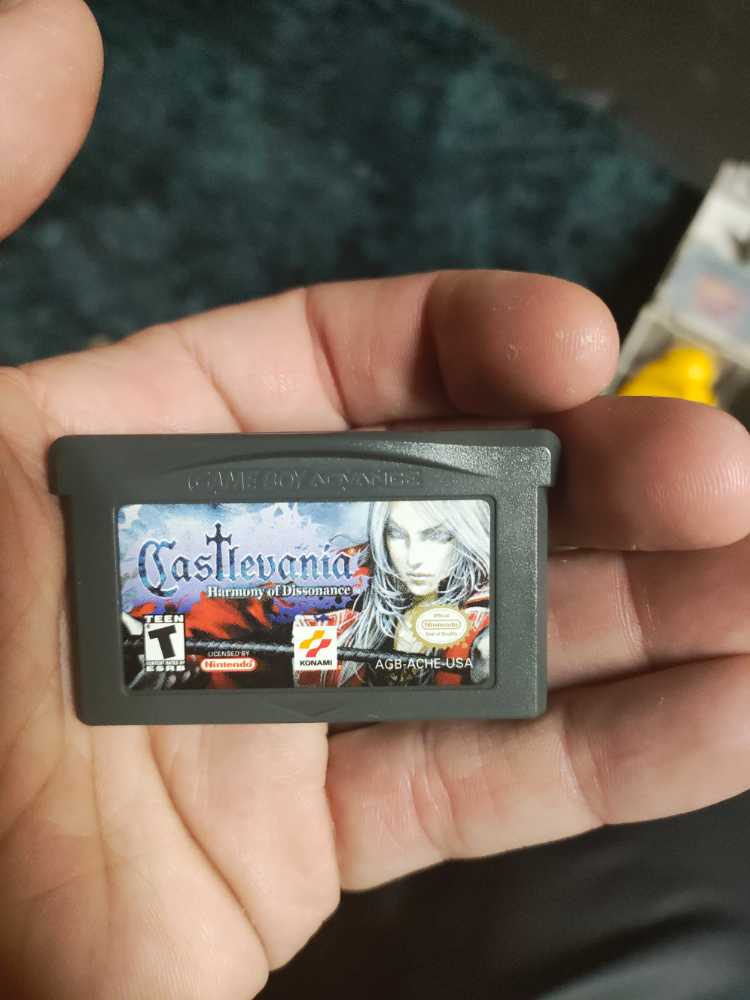 GAME BOY ADVANCE
Castlevania
Harmony of Dissonance
TEEN
T
ESRB
LICENSED BY
Nintendo
KONAMI
Official
Nintendo
Seal of Quality
AGB-ACHE-USA